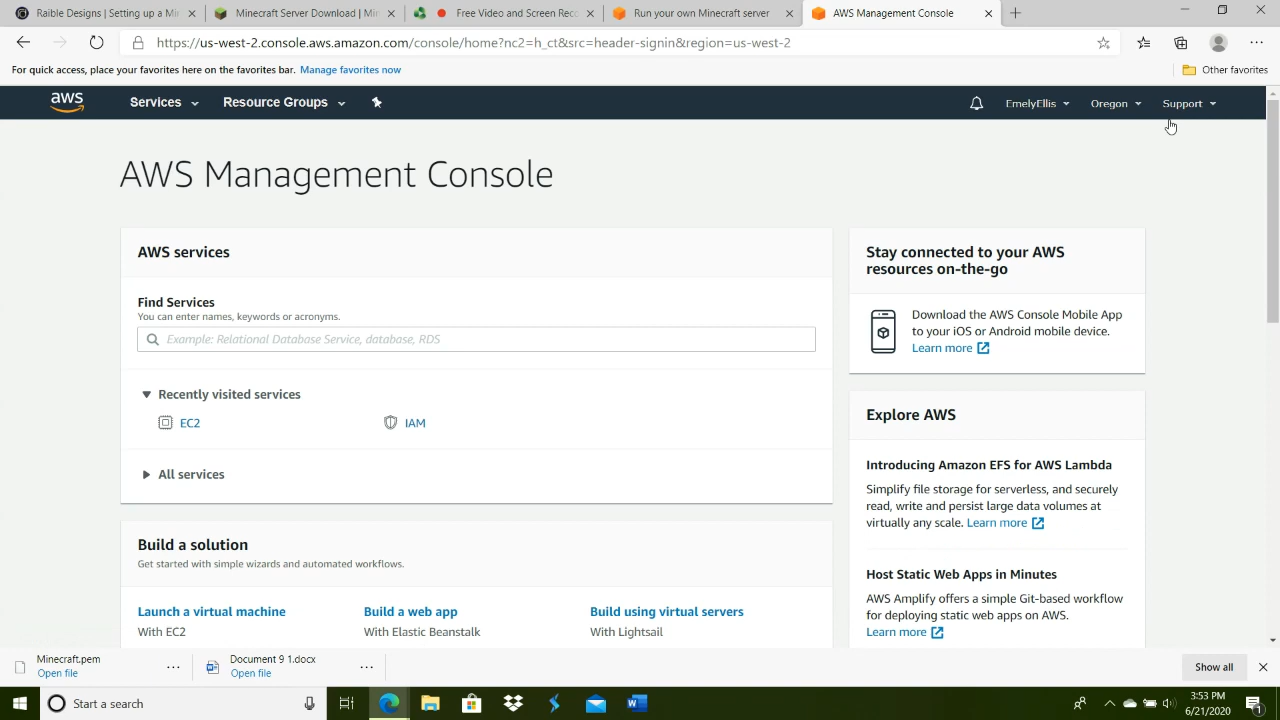 Raible Designs | Setting up a Mi
Minecraft Server Download | Mi
Free Video and Screen Reco
Run your own Minecraft server
AWS Management Console
https://us-west-2.console.aws.amazon.com/console/home?nc2=h_ct&src=header-signin&region=us-west-2
For quick access, place your favorites here on the favorites bar. Manage favorites now
Other favorites
aws
Services
Resource Groups
EmelyEllis
Oregon
Support
AWS Management Console
AWS services
Find Services
You can enter names, keywords or acronyms.
Example: Relational Database Service, database, RDS
Recently visited services
EC2
IAM
All services
Build a solution
Get started with simple wizards and automated workflows.
Launch a virtual machine
With EC2
Build a web app
With Elastic Beanstalk
Build using virtual servers
With Lightsail
Stay connected to your AWS
resources on-the-go
Download the AWS Console Mobile App
to your iOS or Android mobile device.
Learn more
Explore AWS
Introducing Amazon EFS for AWS Lambda
Simplify file storage for serverless, and securely
read, write and persist large data volumes at
virtually any scale. Learn more
Host Static Web Apps in Minutes
AWS Amplify offers a simple Git-based workflow
for deploying static web apps on AWS.
Learn more
Minecraft.pem
Open file
Document 9 1.docx
Open file
Show all
Start a search
3:53 PM
6/21/2020
1